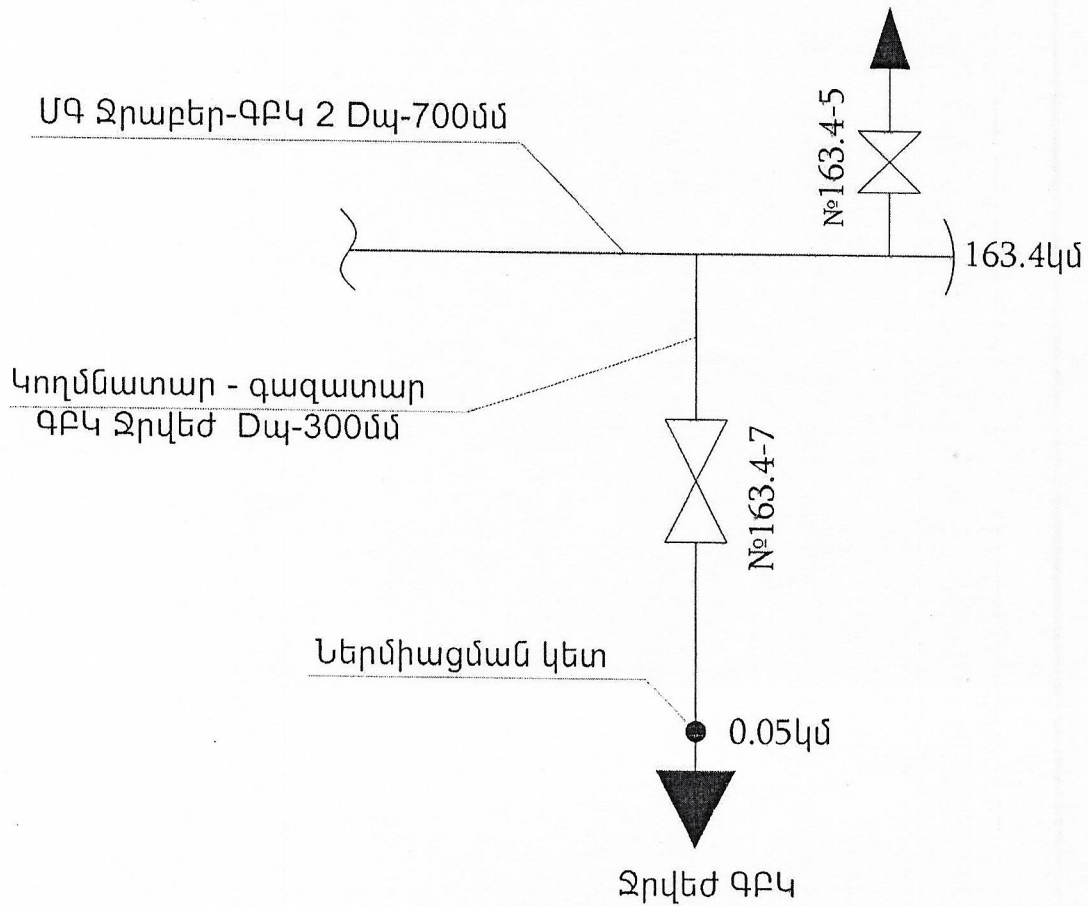 ՄԳ Ջրաբեր-ԳԲԿ 2 Dպ-700մմ
№163.4-5
163.4կմ
Կողմնատար - գազատար
ԳԲԿ Ջրվեժ Dպ-300մմ
№163.4-7
Ներմիացման կետ
0.05կմ
Ջրվեժ ԳԲԿ